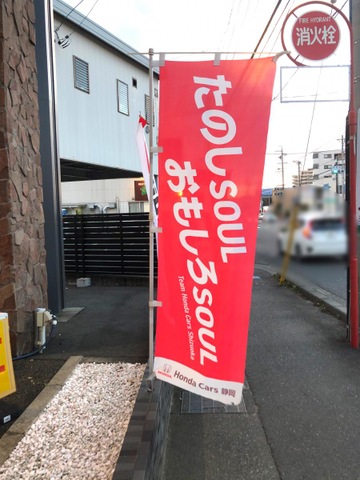 FIRE HYDRANT
消火栓
たのしSOUL
おもしろSOUL
Team Honda Cars Shizuoka
HONDA
Honda Cars 静岡